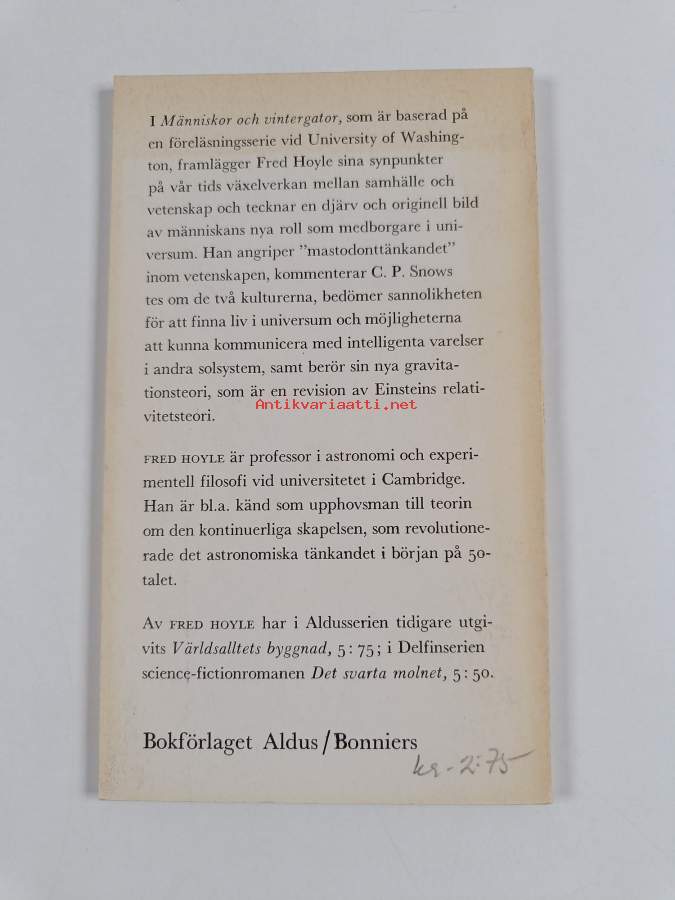 I Människor och vintergator, som är baserad på
en föreläsningsserie vid University of Washing-
ton, framlägger Fred Hoyle sina synpunkter
på vår tids växelverkan mellan samhälle och
vetenskap och tecknar en djärv och originell bild
av människans nya roll som medborgare i uni-
versum. Han angriper ”mastodonttänkandet”
inom vetenskapen, kommenterar C. P. Snows
tes om de två kulturerna, bedömer sannolikheten
för att finna liv i universum och möjligheterna
att kunna kommunicera med intelligenta varelser
i andra solsystem, samt berör sin nya gravita-
tionsteori, som är en revision av Einsteins relati-
Antikvariaatti.net
vitetsteori.
FRED HOYLE är professor i astronomi och experi-
mentell filosofi vid universitetet i Cambridge.
Han är bl.a. känd som upphovsman till teorin
om den kontinuerliga skapelsen, som revolutione-
rade det astronomiska tänkandet i början på 50-
talet.
Av FRED HOYLE har i Aldusserien tidigare utgi-
vits Världsalltets byggnad, 5:75; i Delfinserien
science-fictionromanen Det svarta molnet, 5:50.
Bokförlaget Aldus/Bonniers
kr - 2:75